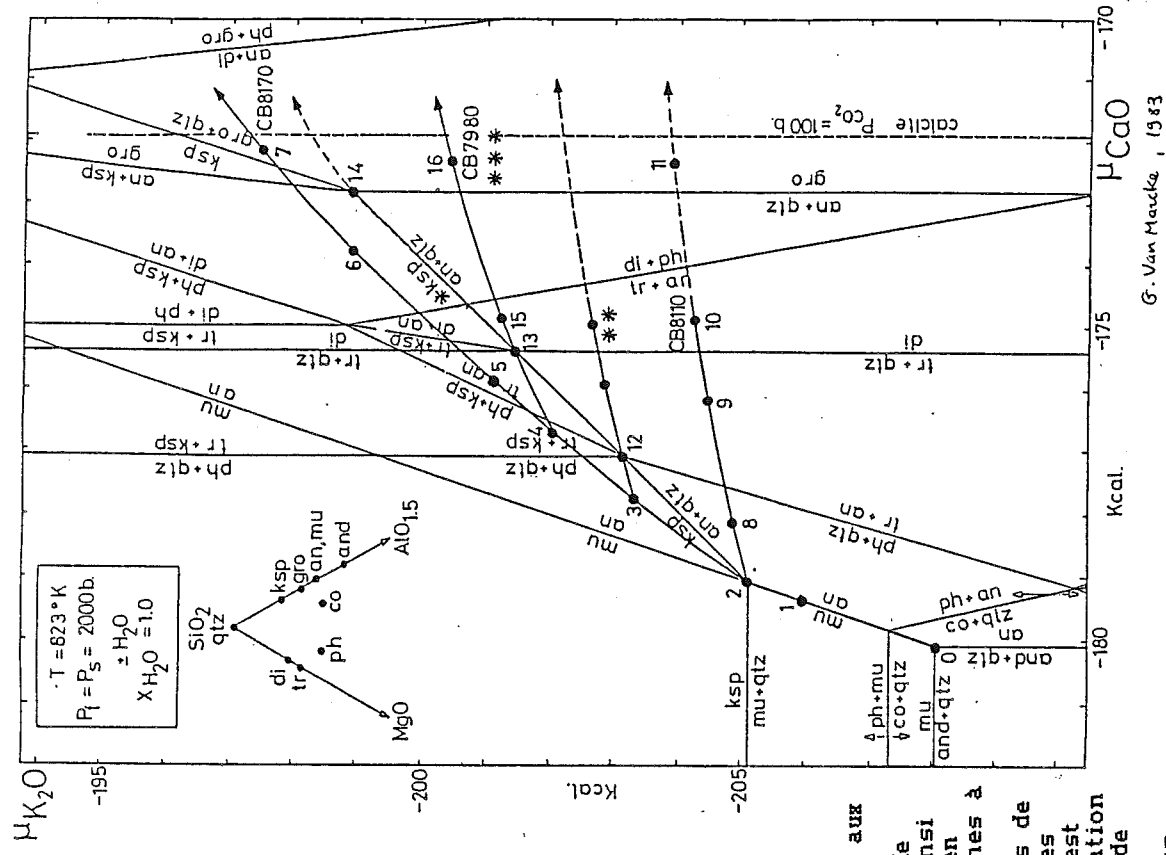 μK2O
-195
-200
-205
Kcal.
· T = 823 °K
Pf = Ps = 2000 b.
± H2O
XH2O = 1.0
SiO2
qtz
ksp
gro
an, mu
and
AlO1.5
co
ph
di
tr
MgO
mu
an
ph+qtz
tr+ksp
tr+qtz
di
tr+ksp
di+ph
ph+ksp
di+an
an+ksp
gro
ksp
gro+qtz
an+di
ph+gro
CB8170
7
6
14
16
CB7980
* * *
ph+ksp
tr
an
tr+ksp
di an
*ksp
an+qtz
5
4
13
15
ph+qtz
tr+ksp
tr+an
di+phl
12
3
* *
CB8110
11
10
9
8
mu
an
ksp
an+qtz
2
1
0
ph+qtz
tr+an
tr+qtz
di
an+qtz
gro
calcite PCO2 = 100 b.
ksp
mu+qtz
ph+mu
co+qtz
mu
and+qtz
mu
an
an+ph
and+qtz
an
-180
-175
-170
Kcal.
μCaO
G. Van Marcke, 1983
aux
e
nsi
en
nes à
s de
es
est
ation
de